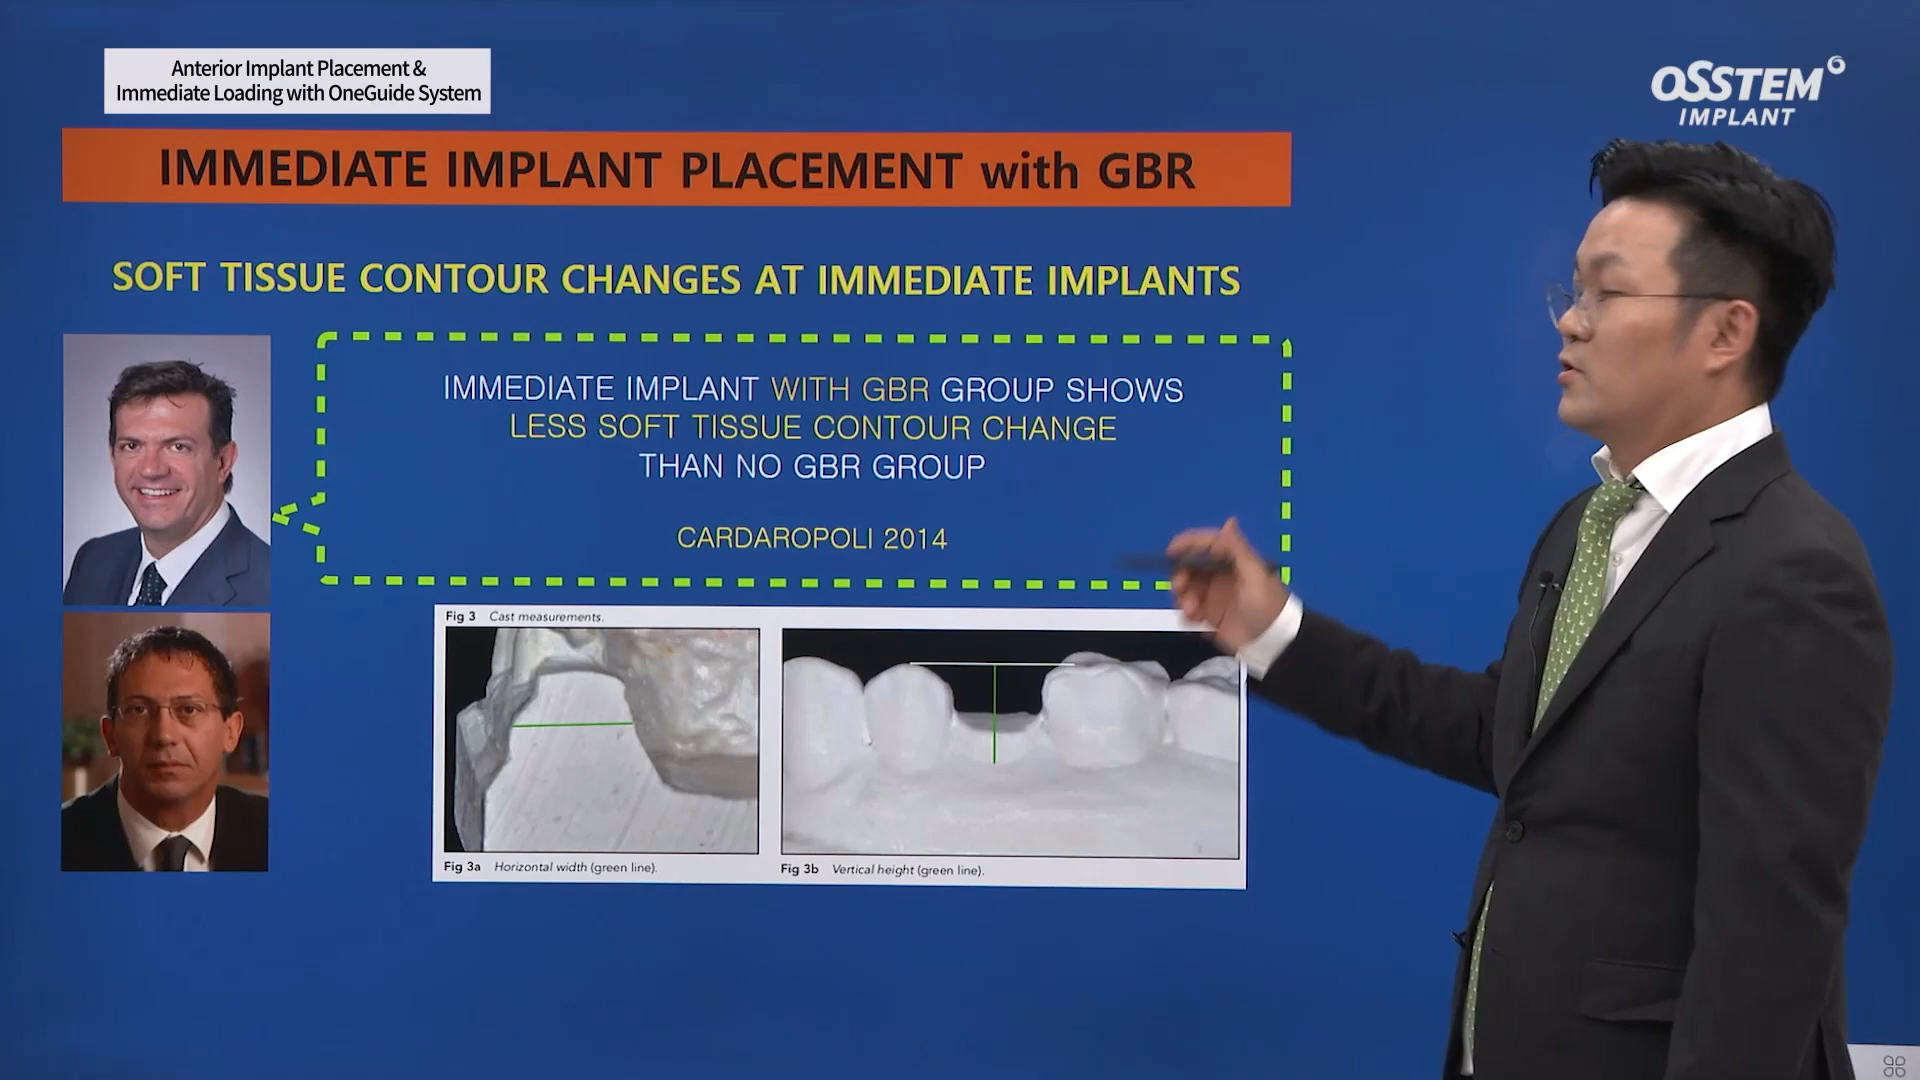 Anterior Implant Placement &
Immediate Loading with OneGuide System
OSSTEM
IMPLANT
IMMEDIATE IMPLANT PLACEMENT with GBR
SOFT TISSUE CONTOUR CHANGES AT IMMEDIATE IMPLANTS
IMMEDIATE IMPLANT WITH GBR GROUP SHOWS
LESS SOFT TISSUE CONTOUR CHANGE
THAN NO GBR GROUP
CARDAROPOLI 2014
Fig 3 Cast measurements.
Fig 3a Horizontal width (green line).
Fig 3b Vertical height (green line).